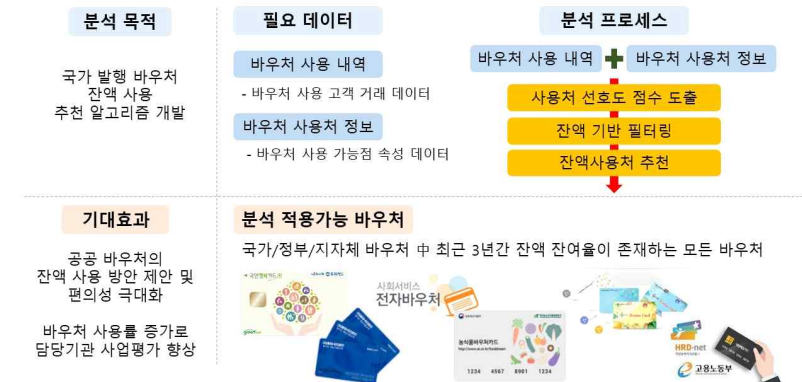 분석 목적
국가 발행 바우처
잔액 사용
추천 알고리즘 개발
필요 데이터
바우처 사용 내역
- 바우처 사용 고객 거래 데이터
바우처 사용처 정보
- 바우처 사용 가능점 속성 데이터
분석 프로세스
바우처 사용 내역
바우처 사용처 정보
사용처 선호도 점수 도출
잔액 기반 필터링
잔액사용처 추천
기대효과
공공 바우처의
잔액 사용 방안 제안 및
편의성 극대화
바우처 사용률 증가로
담당기관 사업평가 향상
분석 적용가능 바우처
국가/정부/지자체 바우처 中 최근 3년간 잔액 잔여율이 존재하는 모든 바우처
사회서비스
전자바우처
농식품바우처카드
1234 4567 8901 1234
HRD-net
고용노동부